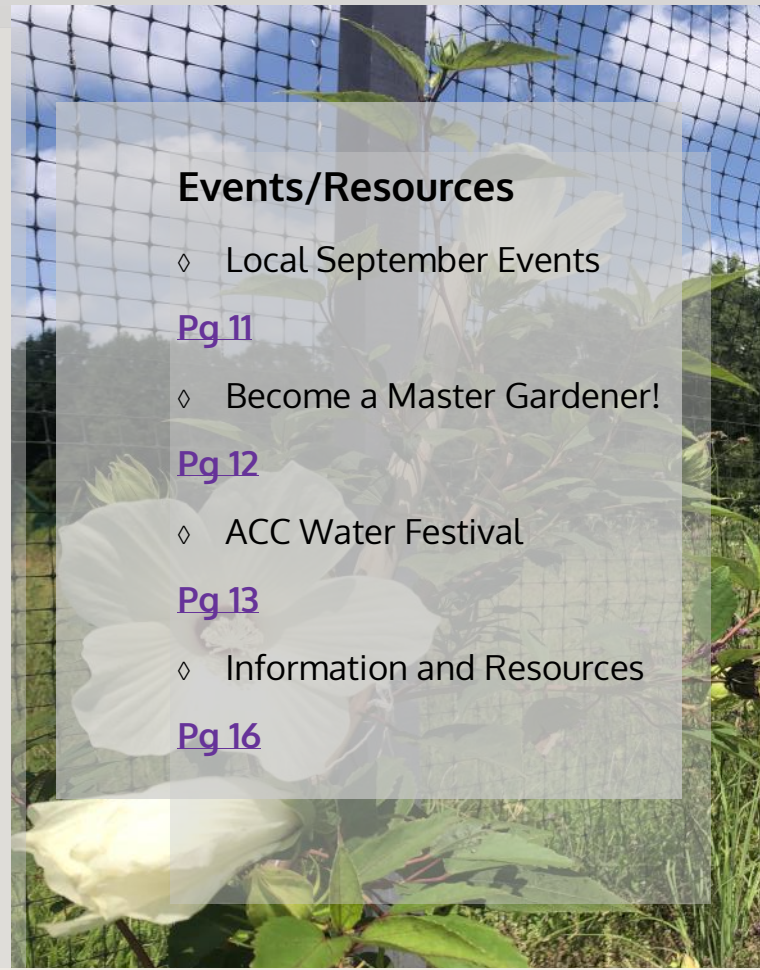 Events/Resources
◊ Local September Events
Pg 11
◊ Become a Master Gardener!
Pg 12
◊ ACC Water Festival
Pg 13
◊ Information and Resources
Pg 16